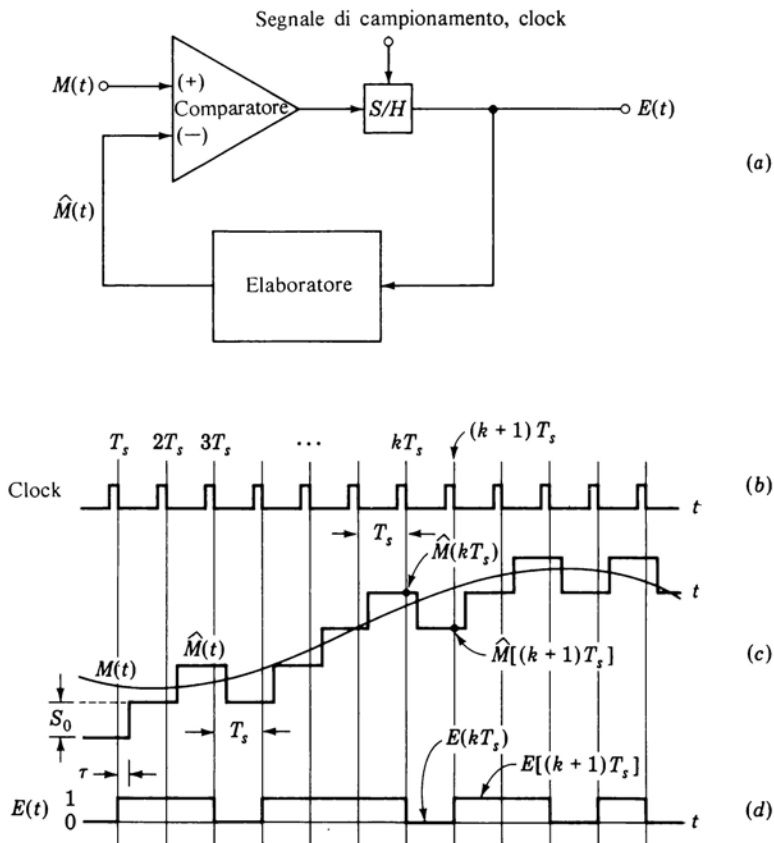 Segnale di campionamento, clock
M(t)
(+)
Comparatore
(—)
S/H
E(t)
(a)
M̂(t)
Elaboratore
T_s
2T_s
3T_s
...
kT_s
(k + 1) T_s
Clock
t
(b)
T_s
M̂(kT_s)
t
M̂(t)
M(t)
M̂[(k + 1)T_s]
(c)
S_0
T_s
E(kT_s)
E[(k + 1)T_s]
τ
E(t)
1
0
t
(d)